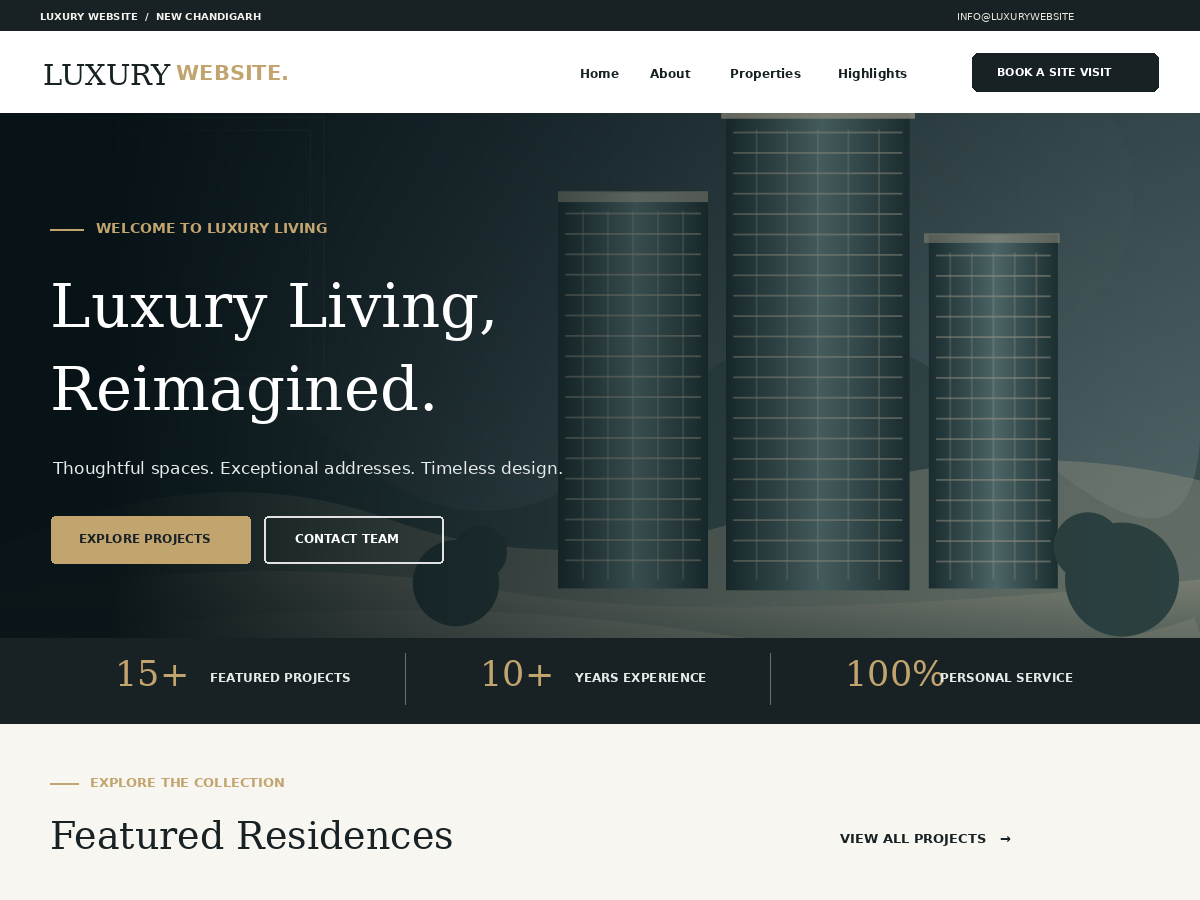 LUXURY WEBSITE / NEW CHANDIGARH
INFO@LUXURYWEBSITE
LUXURY WEBSITE.
Home About Properties Highlights
BOOK A SITE VISIT
WELCOME TO LUXURY LIVING
Luxury Living,
Reimagined.
Thoughtful spaces. Exceptional addresses. Timeless design.
EXPLORE PROJECTS
CONTACT TEAM
15+ FEATURED PROJECTS
10+ YEARS EXPERIENCE
100% PERSONAL SERVICE
EXPLORE THE COLLECTION
Featured Residences
VIEW ALL PROJECTS →